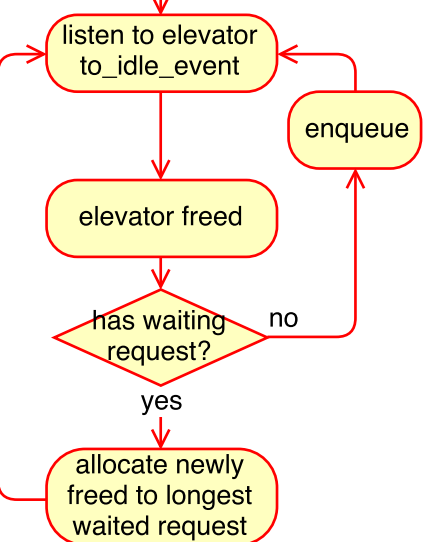 listen to elevator
to_idle_event
enqueue
elevator freed
has waiting
request?
no
yes
allocate newly
freed to longest
waited request